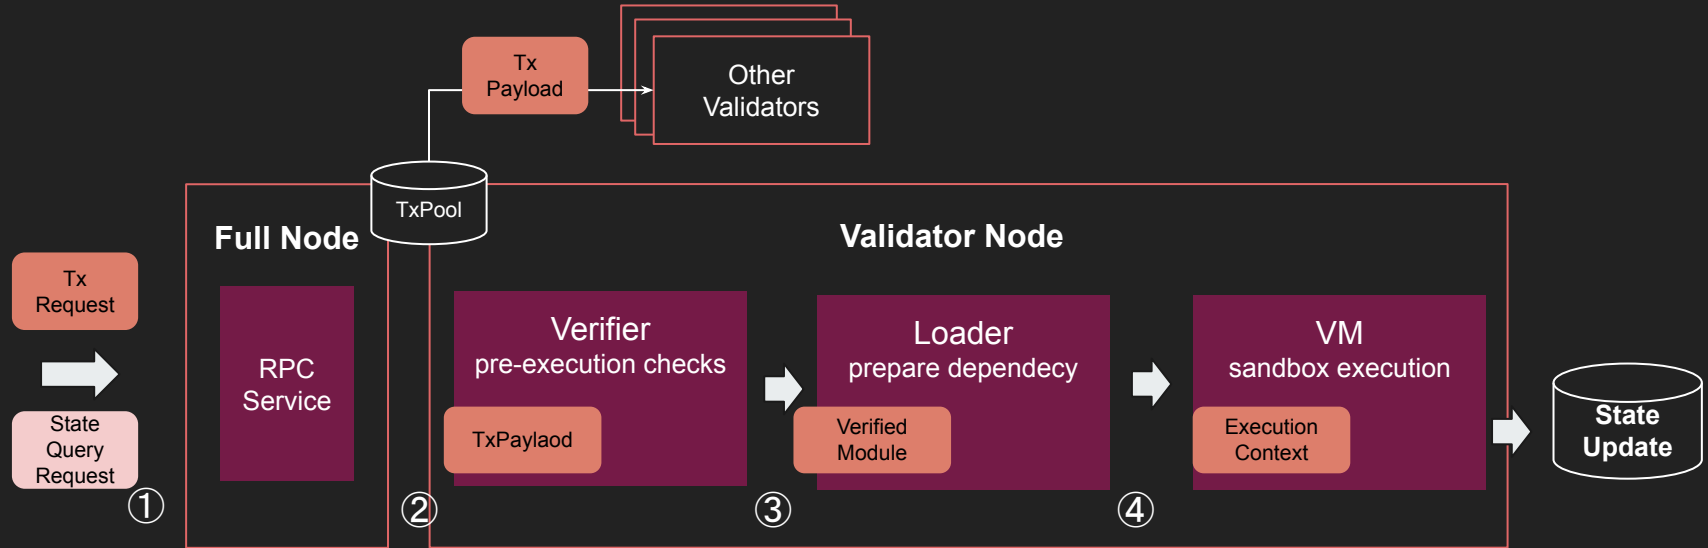 Tx
Payload
Other
Validators
TxPool
Full Node
Validator Node
Tx
Request
State
Query
Request
①
RPC
Service
②
Verifier
pre-execution checks
TxPaylaod
③
Loader
prepare dependecy
Verified
Module
④
VM
sandbox execution
Execution
Context
State
Update